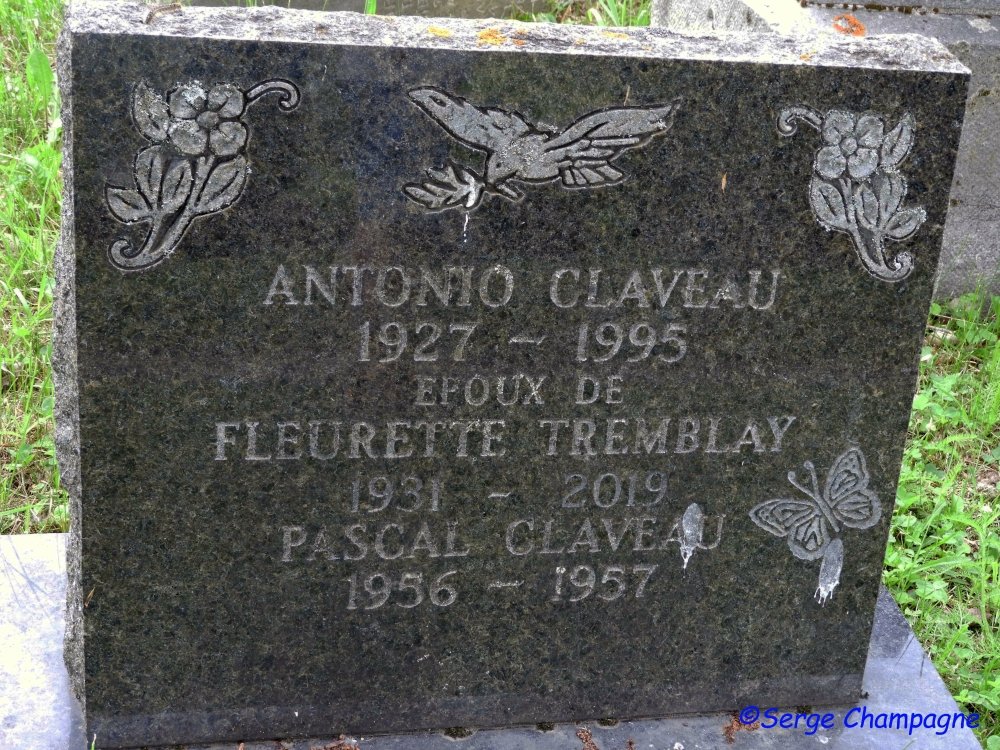 ANTONIO CLAVEAU
1927 - 1995
EPOUX DE
FLEURETTE TREMBLAY
1931 - 2019
PASCAL CLAVEAU
1956 - 1957
©Serge Champagne